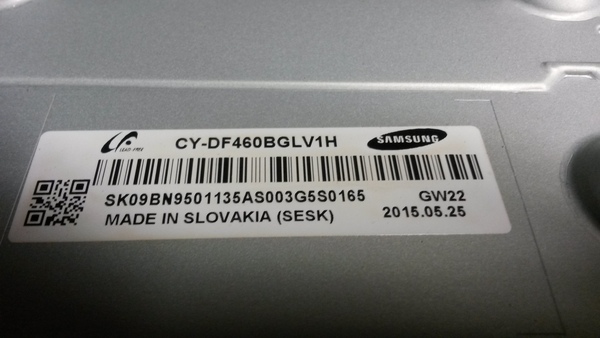 LEAD FREE
CY-DF460BGLV1H
SAMSUNG
SK09BN9501135AS003G5S0165
GW22
MADE IN SLOVAKIA (SESK)
2015.05.25